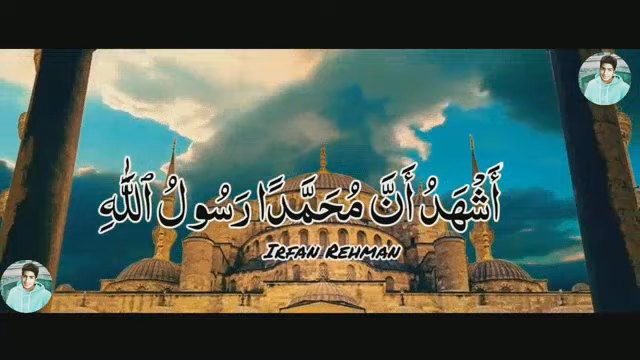 أَشْهَدُ أَنَّ مُحَمَّدًا رَسُولُ ٱللَّٰهِ
Irfan Rehman